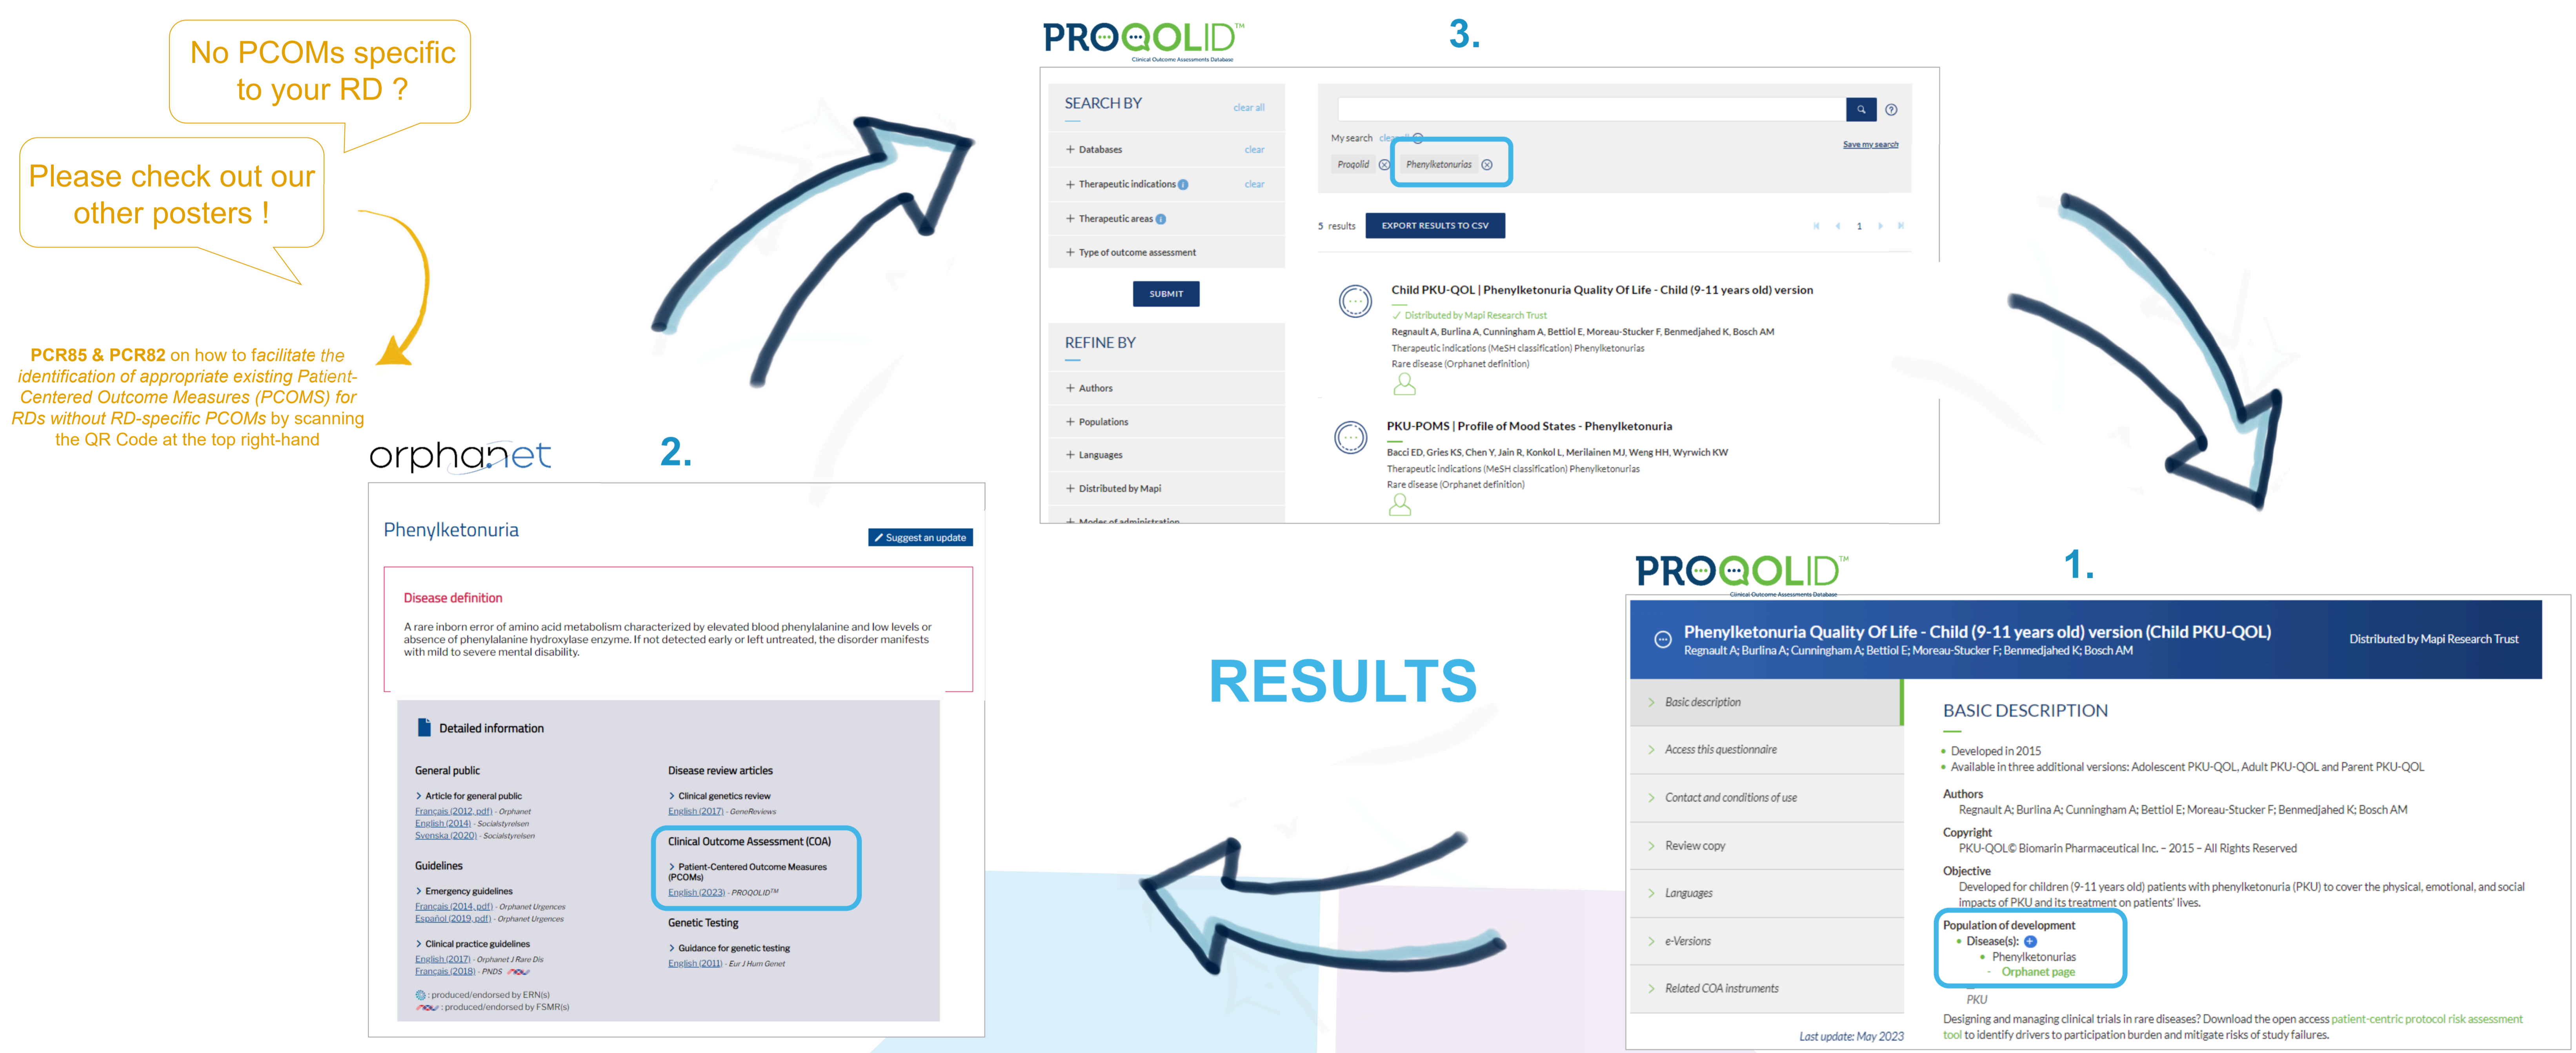 No PCOMs specific
to your RD ?
Please check out our
other posters !
PCR85 & PCR82 on how to facilitate the
identification of appropriate existing Patient-
Centered Outcome Measures (PCOMS) for
RDs without RD-specific PCOMs by scanning
the QR Code at the top right-hand
orphanet
2.
Phenylketonuria
Suggest an update
Disease definition
A rare inborn error of amino acid metabolism characterized by elevated blood phenylalanine and low levels or
absence of phenylalanine hydroxylase enzyme. If not detected early or left untreated, the disorder manifests
with mild to severe mental disability.
Detailed information
General public
> Article for general public
Français (2012, pdf) - Orphanet
English (2014) - Socialstyrelsen
Svenska (2020) - Socialstyrelsen
Guidelines
> Emergency guidelines
Français (2014, pdf) - Orphanet Urgences
Español (2019, pdf) - Orphanet Urgences
> Clinical practice guidelines
English (2017) - Orphanet J Rare Dis
Français (2018) - PNDS
: produced/endorsed by ERN(s)
: produced/endorsed by FSMR(s)
Disease review articles
> Clinical genetics review
English (2017) - GeneReviews
Clinical Outcome Assessment (COA)
> Patient-Centered Outcome Measures
(PCOMs)
English (2023) - PROQOLID™
Genetic Testing
> Guidance for genetic testing
English (2011) - Eur J Hum Genet
PROQOLID™
Clinical Outcome Assessments Database
3.
SEARCH BY
clear all
+ Databases clear
+ Therapeutic indications i clear
+ Therapeutic areas i
+ Type of outcome assessment
SUBMIT
REFINE BY
+ Authors
+ Populations
+ Languages
+ Distributed by Mapi
+ Modes of administration
?
My search clear all
Save my search
Proqolid
Phenylketonurias
5 results
EXPORT RESULTS TO CSV
1
Child PKU-QOL | Phenylketonuria Quality Of Life - Child (9-11 years old) version
✓ Distributed by Mapi Research Trust
Regnault A, Burlina A, Cunningham A, Bettiol E, Moreau-Stucker F, Benmedjahed K, Bosch AM
Therapeutic indications (MeSH classification) Phenylketonurias
Rare disease (Orphanet definition)
PKU-POMS | Profile of Mood States - Phenylketonuria
Bacci ED, Gries KS, Chen Y, Jain R, Konkol L, Merilainen MJ, Weng HH, Wyrwich KW
Therapeutic indications (MeSH classification) Phenylketonurias
Rare disease (Orphanet definition)
RESULTS
PROQOLID™
Clinical Outcome Assessments Database
1.
Phenylketonuria Quality Of Life - Child (9-11 years old) version (Child PKU-QOL)
Regnault A; Burlina A; Cunningham A; Bettiol E; Moreau-Stucker F; Benmedjahed K; Bosch AM
Distributed by Mapi Research Trust
> Basic description
> Access this questionnaire
> Contact and conditions of use
> Review copy
> Languages
> e-Versions
> Related COA instruments
Last update: May 2023
BASIC DESCRIPTION
• Developed in 2015
• Available in three additional versions: Adolescent PKU-QOL, Adult PKU-QOL and Parent PKU-QOL
Authors
Regnault A; Burlina A; Cunningham A; Bettiol E; Moreau-Stucker F; Benmedjahed K; Bosch AM
Copyright
PKU-QOL© Biomarin Pharmaceutical Inc. – 2015 – All Rights Reserved
Objective
Developed for children (9-11 years old) patients with phenylketonuria (PKU) to cover the physical, emotional, and social
impacts of PKU and its treatment on patients' lives.
Population of development
• Disease(s): +
• Phenylketonurias
- Orphanet page
PKU
Designing and managing clinical trials in rare diseases? Download the open access patient-centric protocol risk assessment
tool to identify drivers to participation burden and mitigate risks of study failures.